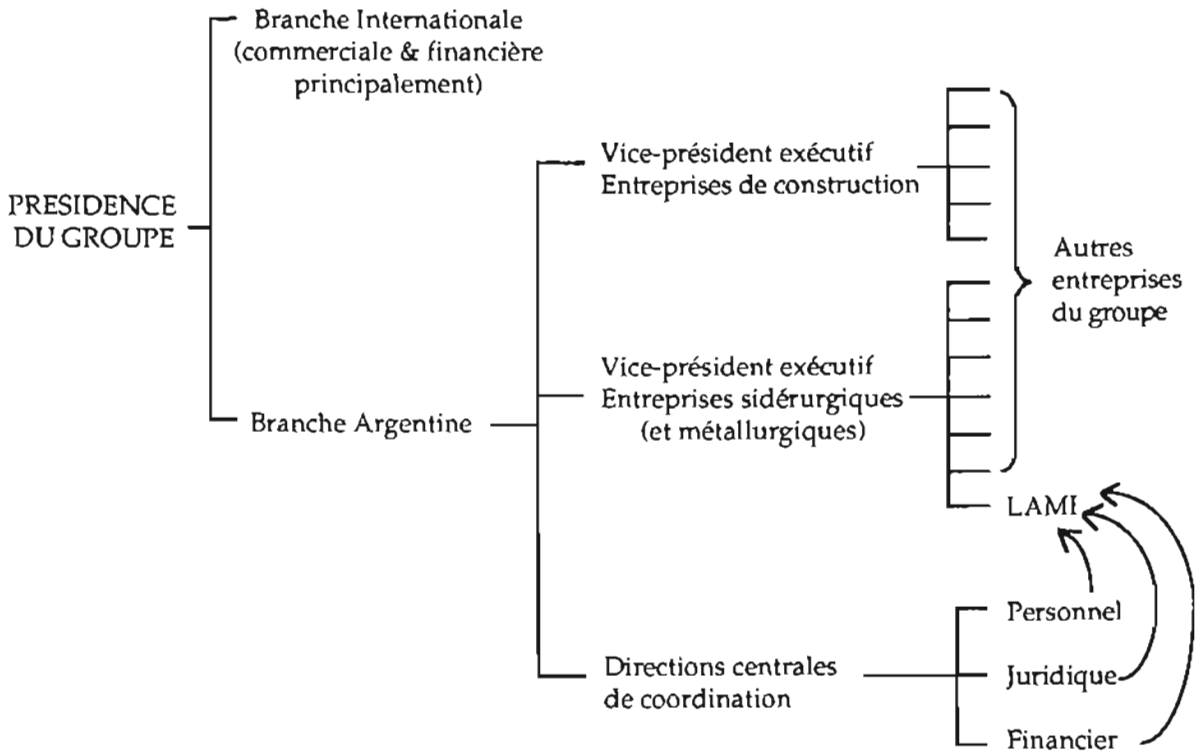 Branche Internationale
(commerciale & financière
principalement)
PRESIDENCE
DU GROUPE
Branche Argentine
Vice-président exécutif
Entreprises de construction
Vice-président exécutif
Entreprises sidérurgiques
(et métallurgiques)
Directions centrales
de coordination
Autres
entreprises
du groupe
LAMI
Personnel
Juridique
Financier